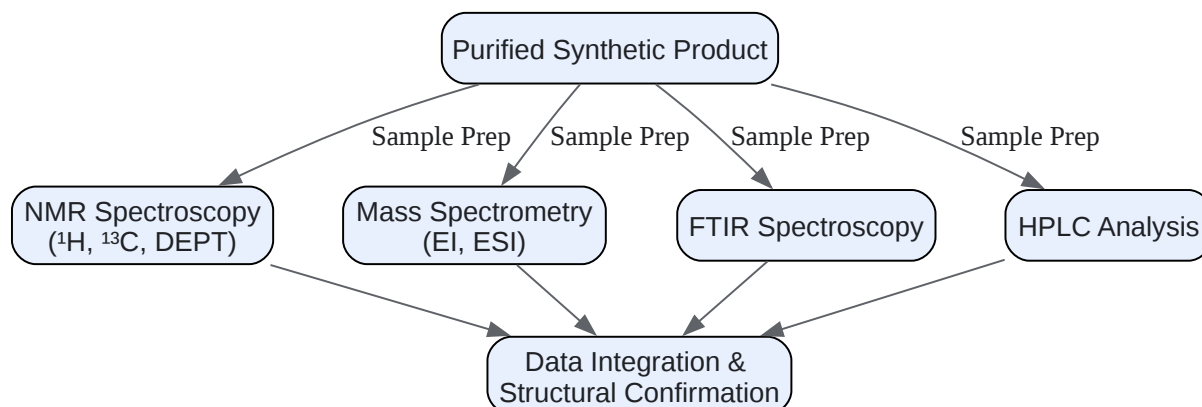 Purified Synthetic Product
Sample Prep
Sample Prep
Sample Prep
Sample Prep
NMR Spectroscopy
(¹H, ¹³C, DEPT)
Mass Spectrometry
(EI, ESI)
FTIR Spectroscopy
HPLC Analysis
Data Integration &
Structural Confirmation